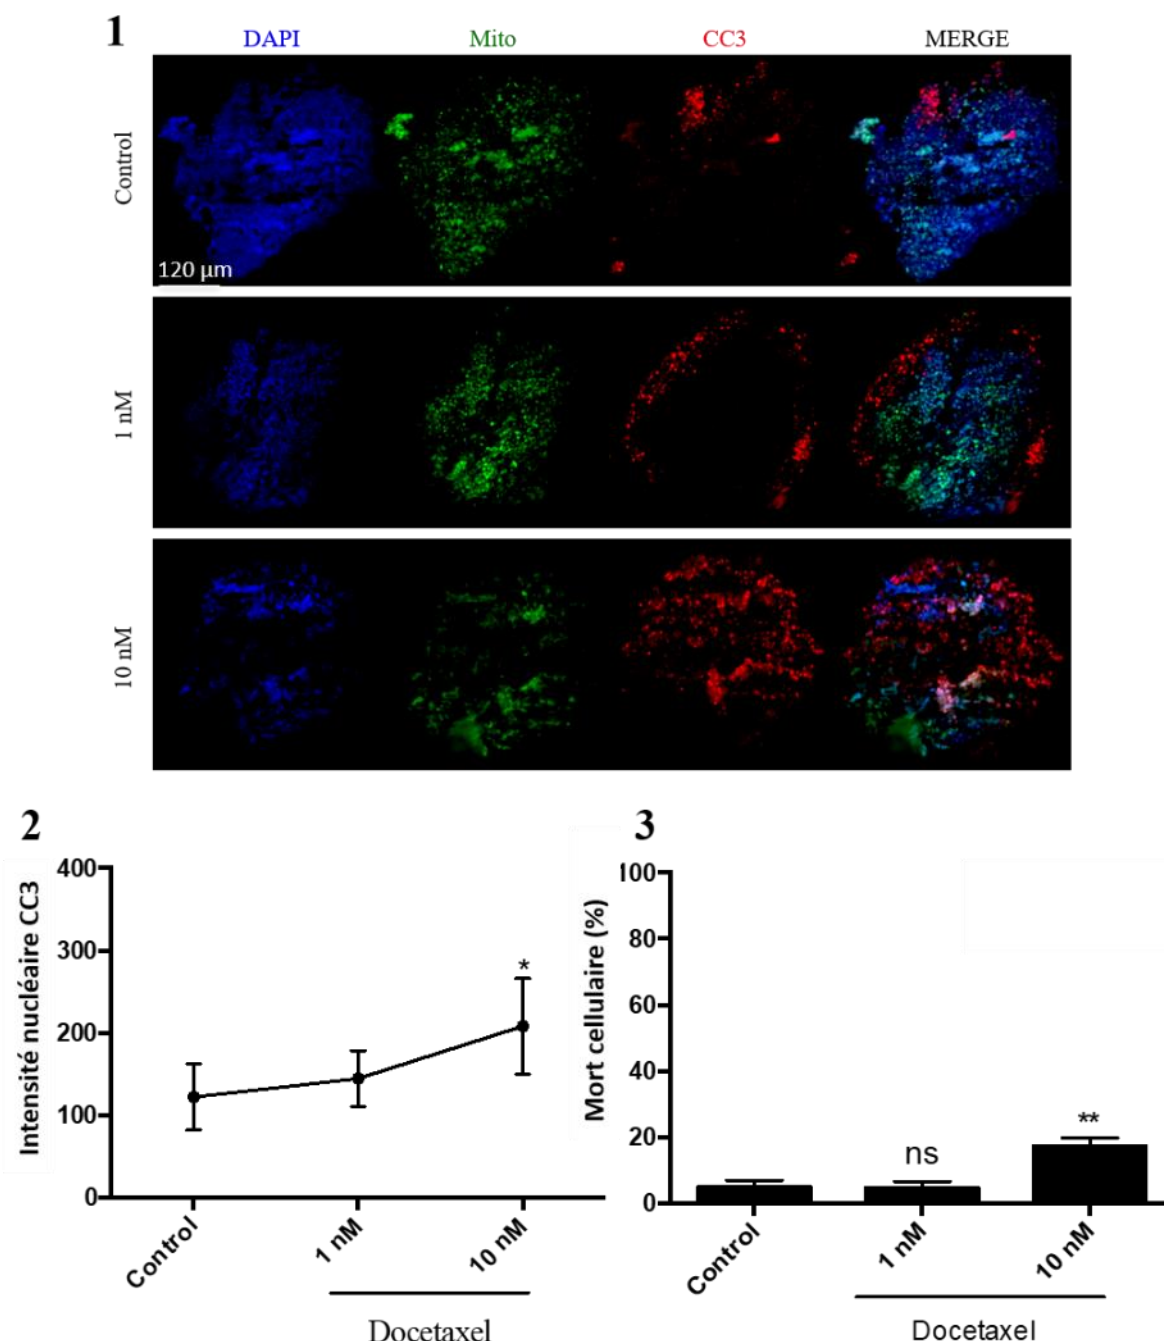 1
DAPI Mito CC3 MERGE
Control
120 µm
1 nM
10 nM
2
Intensité nucléaire CC3
400
300
200
100
0
*
Control 1 nM 10 nM
Docetaxel
3
Mort cellulaire (%)
100
80
60
40
20
0
ns
**
Control 1 nM 10 nM
Docetaxel